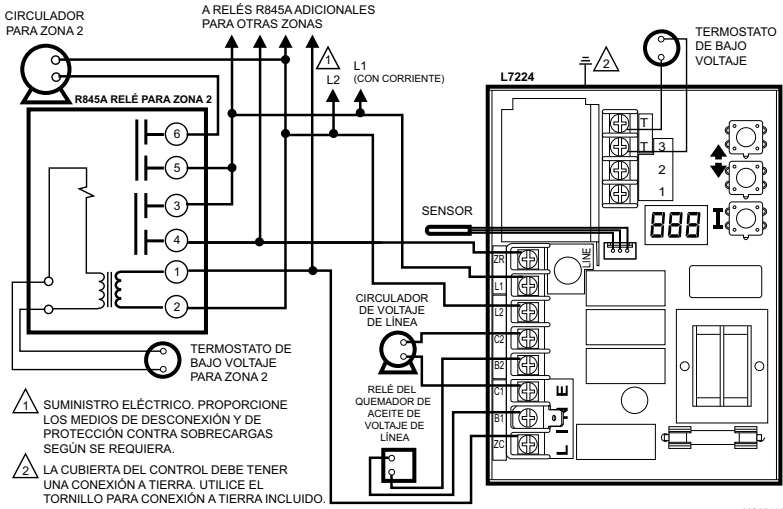 CIRCULADOR
PARA ZONA 2
A RELÉS R845A ADICIONALES
PARA OTRAS ZONAS
1
L2
L1
(CON CORRIENTE)
2
TERMOSTATO
DE BAJO
VOLTAJE
L7224
R845A RELÉ PARA ZONA 2
6
5
3
4
1
2
T
T
3
2
1
888
SENSOR
LINE
ZR
L1
L2
C2
B2
C1
B1
ZC
LINE
CIRCULADOR
DE VOLTAJE
DE LÍNEA
TERMOSTATO DE
BAJO VOLTAJE
PARA ZONA 2
RELÉ DEL
QUEMADOR DE
ACEITE DE
VOLTAJE DE
LÍNEA
1 SUMINISTRO ELÉCTRICO. PROPORCIONE
LOS MEDIOS DE DESCONEXIÓN Y DE
PROTECCIÓN CONTRA SOBRECARGAS
SEGÚN SE REQUIERA.
2 LA CUBIERTA DEL CONTROL DEBE TENER
UNA CONEXIÓN A TIERRA. UTILICE EL
TORNILLO PARA CONEXIÓN A TIERRA INCLUIDO.